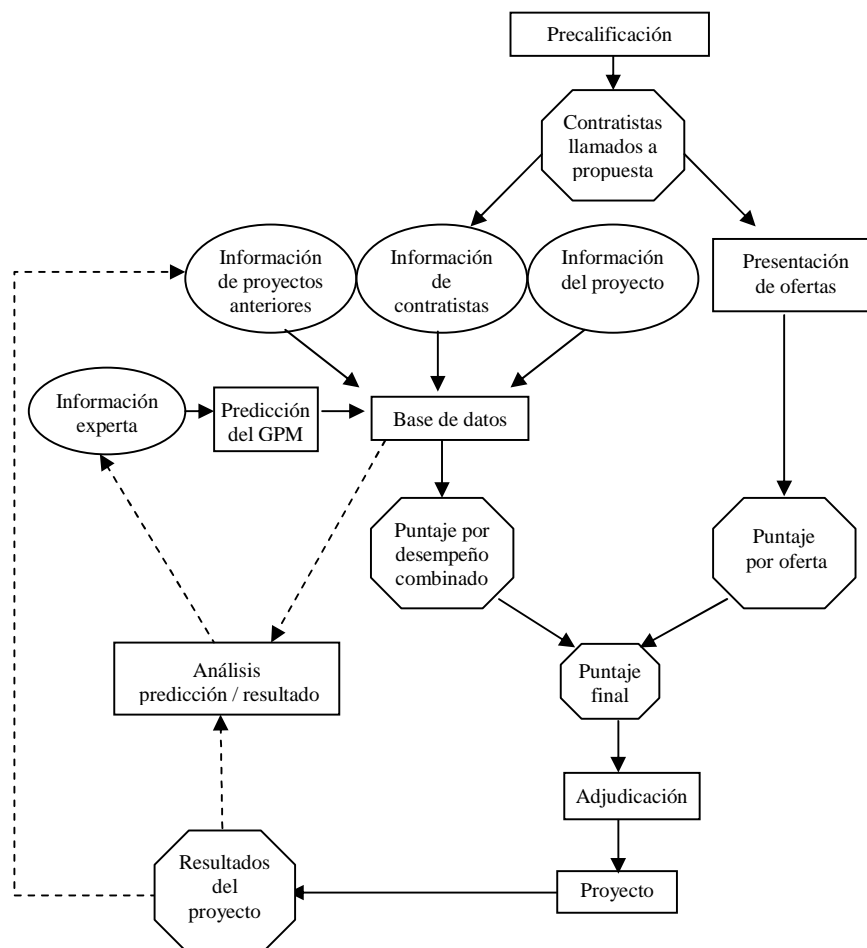 Precalificación
Contratistas
llamados a
propuesta
Información
de proyectos
anteriores
Información
de
contratistas
Información
del proyecto
Presentación
de ofertas
Información
experta
Predicción
del GPM
Base de datos
Puntaje por
desempeño
combinado
Puntaje
por oferta
Análisis
predicción / resultado
Puntaje
final
Adjudicación
Resultados
del
proyecto
Proyecto